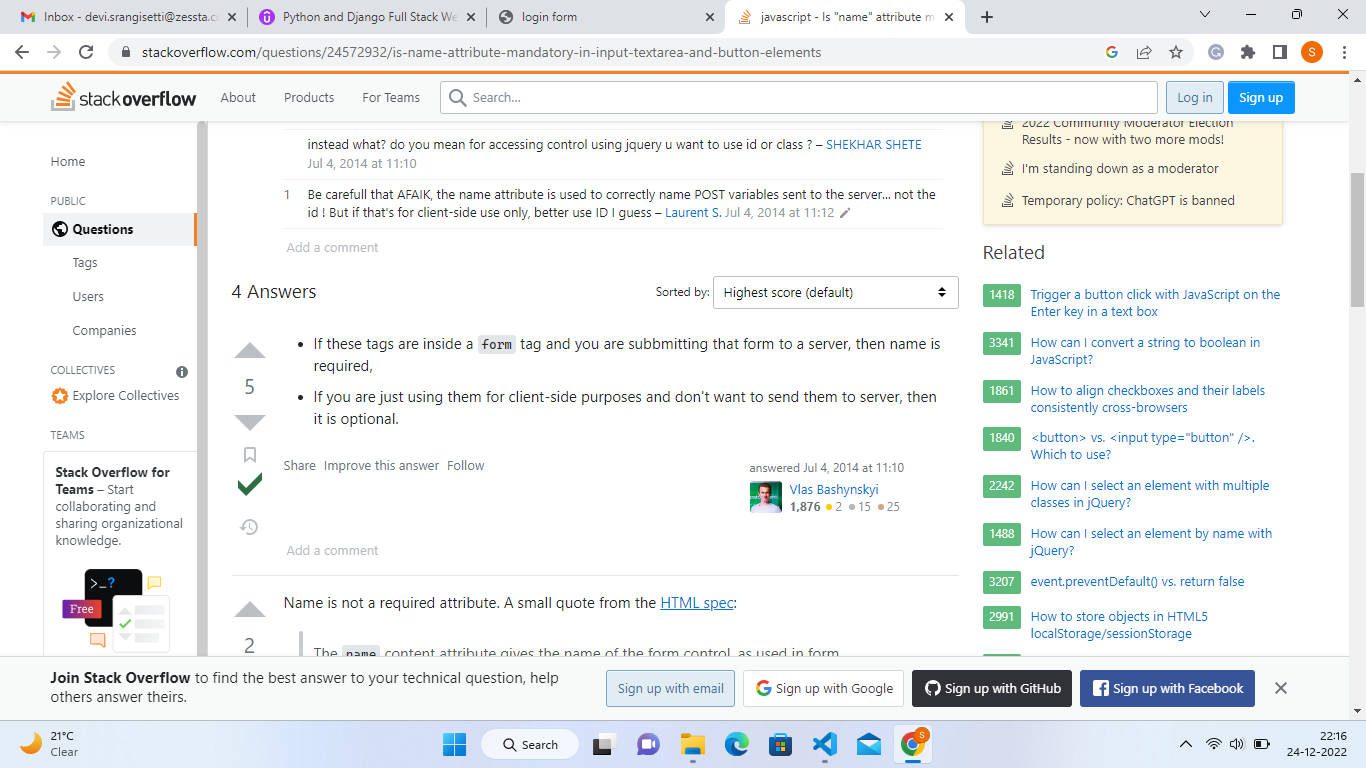 Inbox - devi.srangisetti@zessta.c
Python and Django Full Stack We
login form
javascript - Is "name" attribute m
stackoverflow.com/questions/24572932/is-name-attribute-mandatory-in-input-textarea-and-button-elements
S
stack overflow
About
Products
For Teams
Search...
Log in
Sign up
Home
PUBLIC
Questions
Tags
Users
Companies
COLLECTIVES
Explore Collectives
TEAMS
Stack Overflow for
Teams – Start
collaborating and
sharing organizational
knowledge.
>_?
Free
instead what? do you mean for accessing control using jquery u want to use id or class ? – SHEKHAR SHETE
Jul 4, 2014 at 11:10
1 Be carefull that AFAIK, the name attribute is used to correctly name POST variables sent to the server... not the
id ! But if that's for client-side use only, better use ID I guess – Laurent S. Jul 4, 2014 at 11:12
Add a comment
4 Answers
Sorted by: Highest score (default)
5
• If these tags are inside a form tag and you are subbmitting that form to a server, then name is
required,
• If you are just using them for client-side purposes and don't want to send them to server, then
it is optional.
Share Improve this answer Follow
answered Jul 4, 2014 at 11:10
Vlas Bashynskyi
1,876 2 15 25
Add a comment
2
Name is not a required attribute. A small quote from the HTML spec:
The name content attribute gives the name of the form control, as used in form
2022 Community Moderator Election
Results - now with two more mods!
I'm standing down as a moderator
Temporary policy: ChatGPT is banned
Related
1418 Trigger a button click with JavaScript on the
Enter key in a text box
3341 How can I convert a string to boolean in
JavaScript?
1861 How to align checkboxes and their labels
consistently cross-browsers
1840 <button> vs. <input type="button" />.
Which to use?
2242 How can I select an element with multiple
classes in jQuery?
1488 How can I select an element by name with
jQuery?
3207 event.preventDefault() vs. return false
2991 How to store objects in HTML5
localStorage/sessionStorage
Join Stack Overflow to find the best answer to your technical question, help
others answer theirs.
Sign up with email
Sign up with Google
Sign up with GitHub
Sign up with Facebook
21°C
Clear
Search
S
22:16
24-12-2022